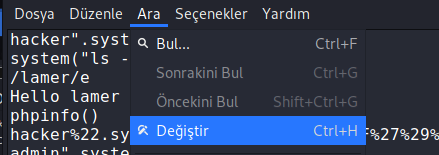 Dosya Düzenle Ara Seçenekler Yardım
hacker".syst
system("ls -
/lamer/e
Hello lamer
phpinfo()
hacker%22.sy F%27%29%
admin".syste
Bul... Ctrl+F
Sonrakini Bul Ctrl+G
Öncekini Bul Shift+Ctrl+G
Değiştir Ctrl+H